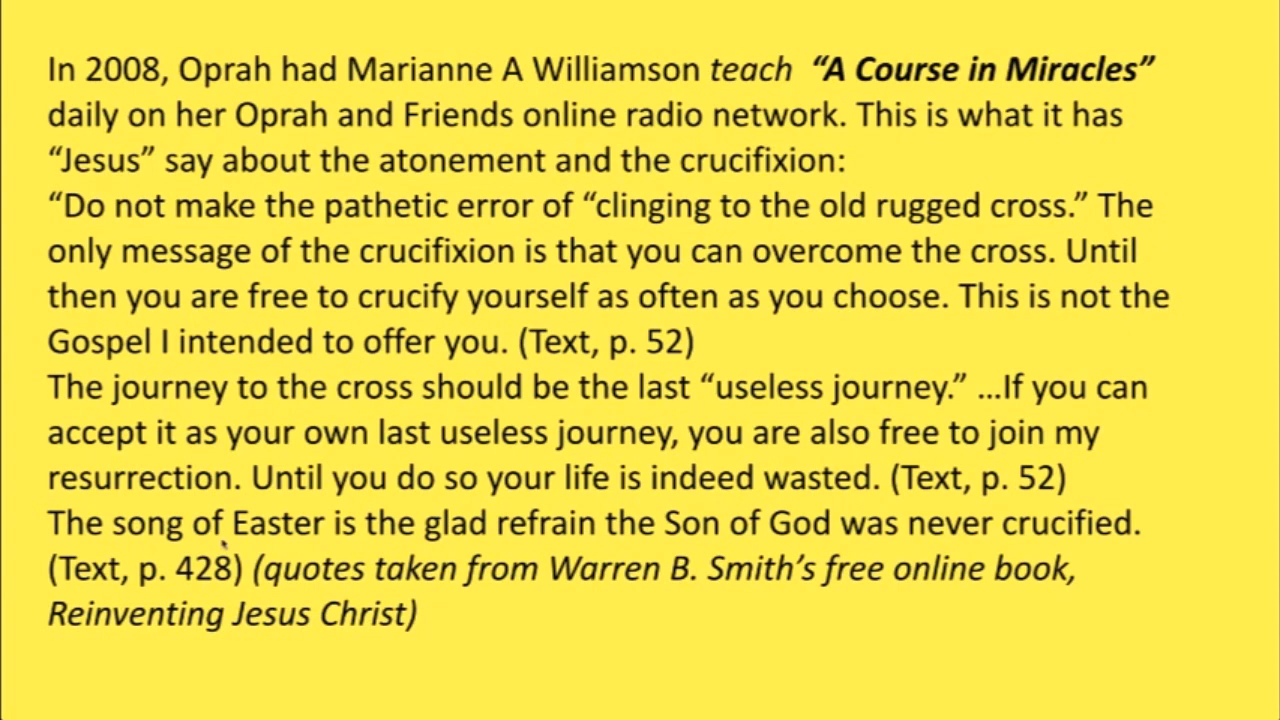 In 2008, Oprah had Marianne A Williamson teach “A Course in Miracles”
daily on her Oprah and Friends online radio network. This is what it has
“Jesus” say about the atonement and the crucifixion:
“Do not make the pathetic error of “clinging to the old rugged cross.” The
only message of the crucifixion is that you can overcome the cross. Until
then you are free to crucify yourself as often as you choose. This is not the
Gospel I intended to offer you. (Text, p. 52)
The journey to the cross should be the last “useless journey.” …If you can
accept it as your own last useless journey, you are also free to join my
resurrection. Until you do so your life is indeed wasted. (Text, p. 52)
The song of Easter is the glad refrain the Son of God was never crucified.
(Text, p. 428) (quotes taken from Warren B. Smith’s free online book,
Reinventing Jesus Christ)